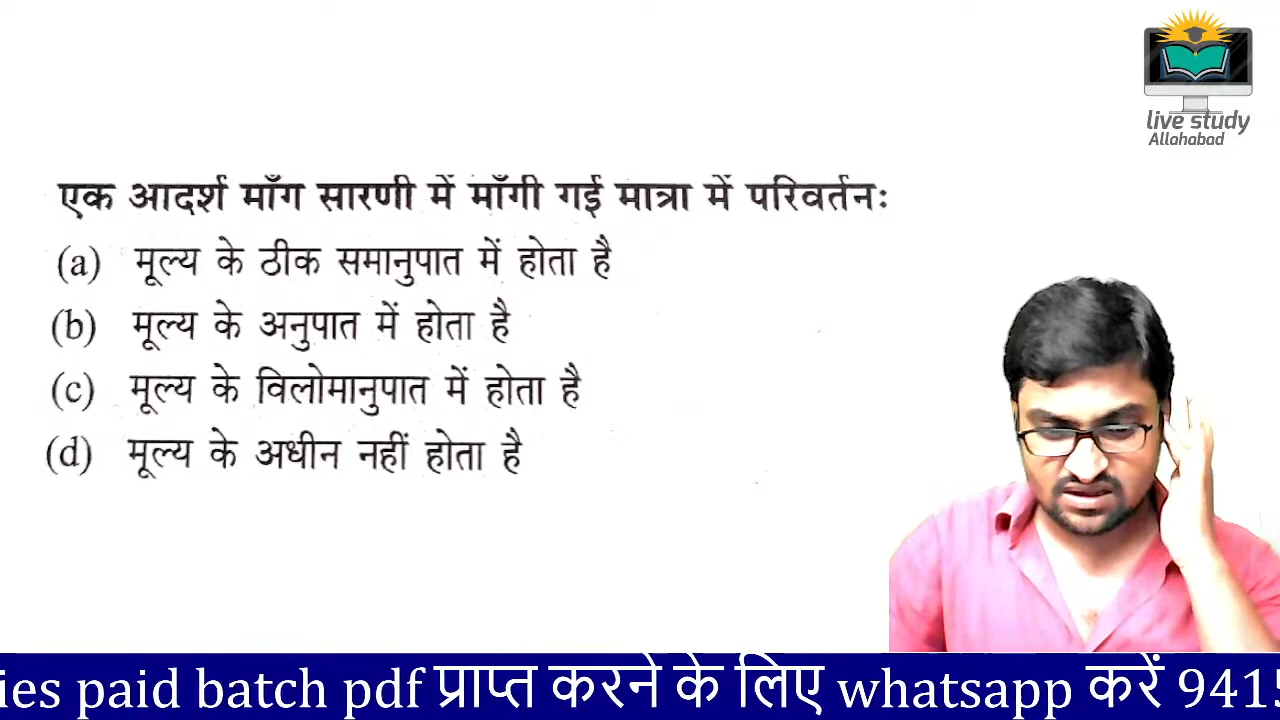 live study
Allahabad
एक आदर्श माँग सारणी में माँगी गई मात्रा में परिवर्तनः
(a) मूल्य के ठीक समानुपात में होता है
(b) मूल्य के अनुपात में होता है
(c) मूल्य के विलोमानुपात में होता है
(d) मूल्य के अधीन नहीं होता है
ies paid batch pdf प्राप्त करने के लिए whatsapp करें 941